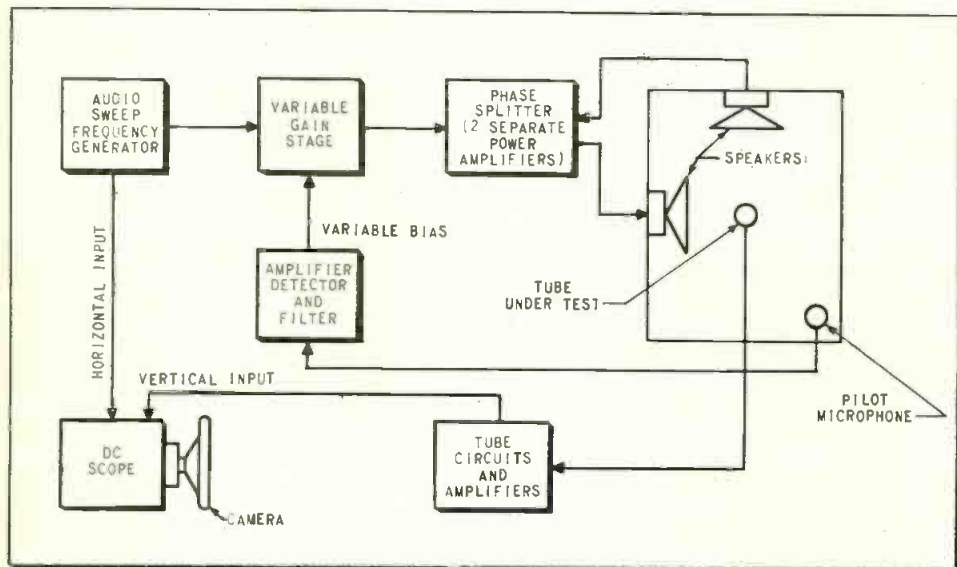 AUDIO
SWEEP
FREQUENCY
GENERATOR
VARIABLE
GAIN
STAGE
PHASE
SPLITTER
(2 SEPARATE
POWER
AMPLIFIERS)
SPEAKERS
HORIZONTAL INPUT
VARIABLE BIAS
AMPLIFIER
DETECTOR
AND
FILTER
TUBE
UNDER TEST
VERTICAL INPUT
PILOT
MICROPHONE
DC
SCOPE
TUBE
CIRCUITS
AND
AMPLIFIERS
CAMERA